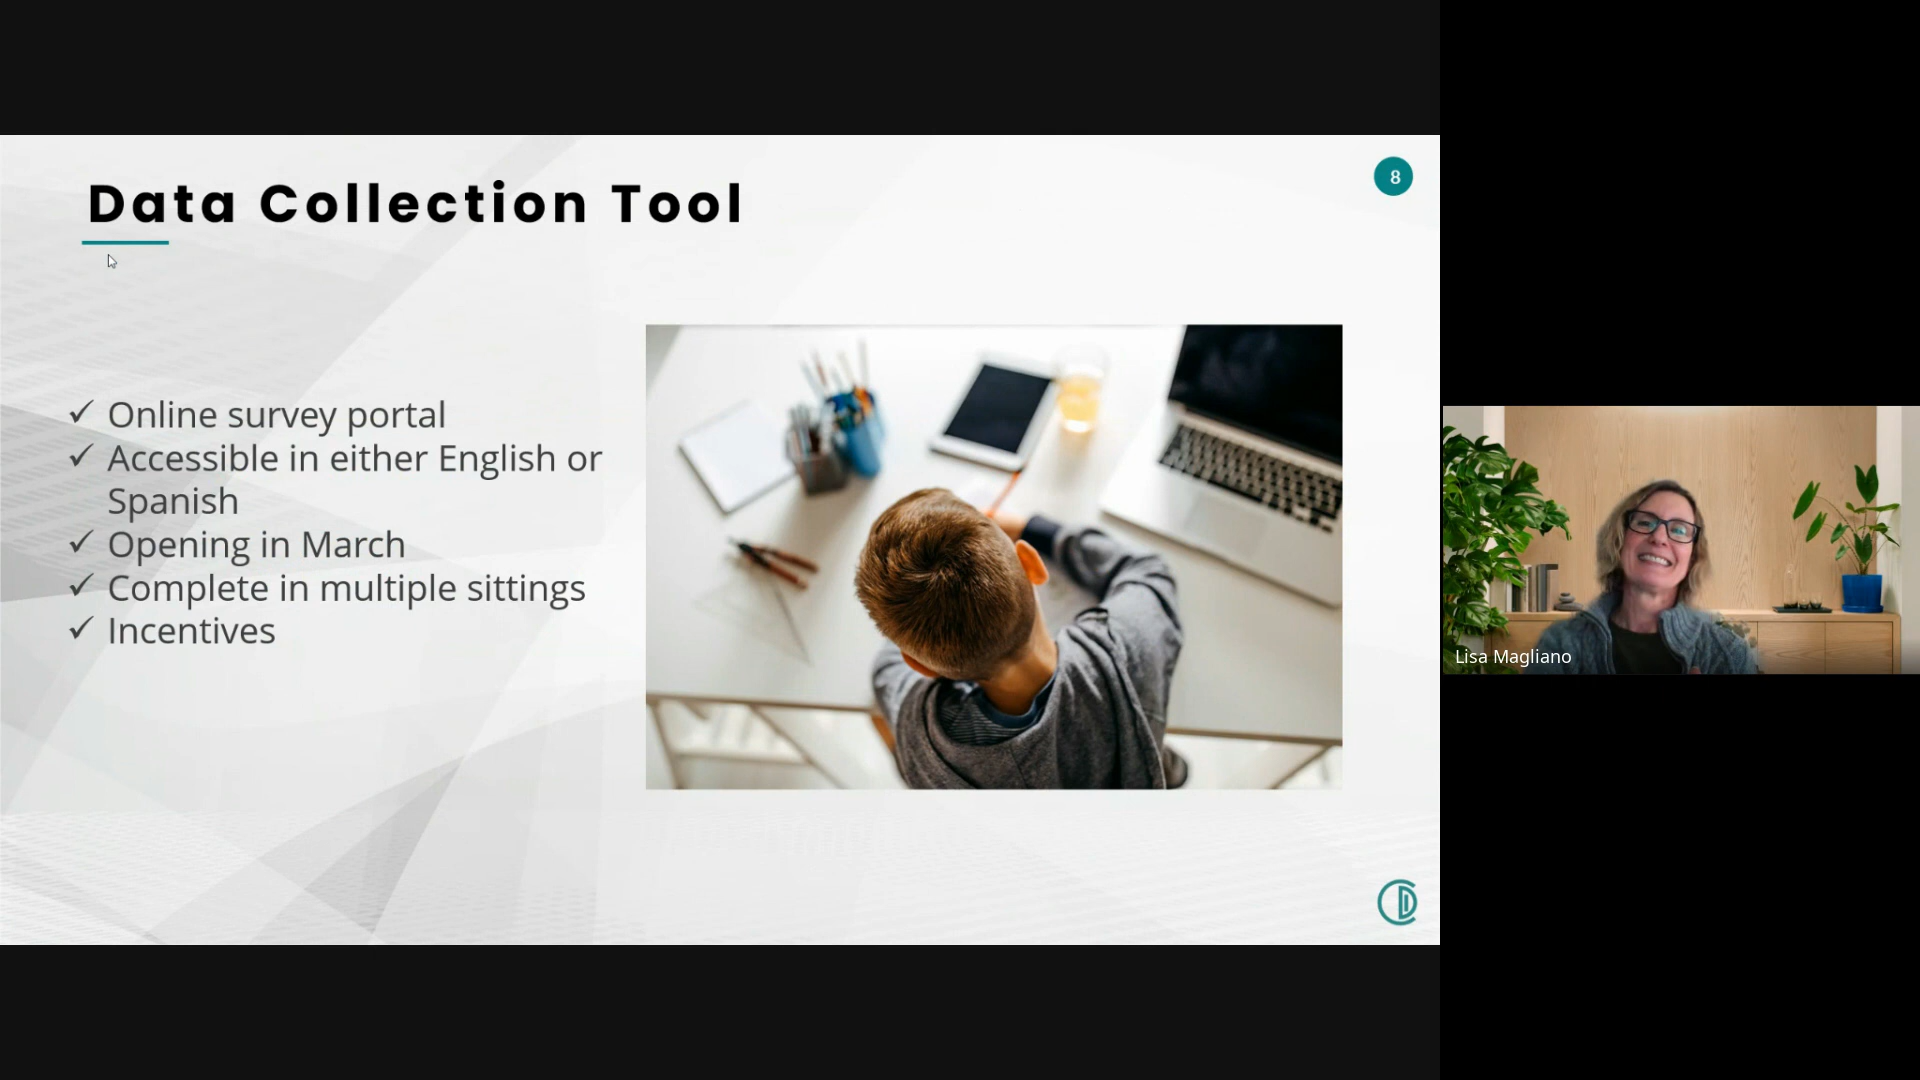 Data Collection Tool
8
✓ Online survey portal
✓ Accessible in either English or
Spanish
✓ Opening in March
✓ Complete in multiple sittings
✓ Incentives
Lisa Magliano